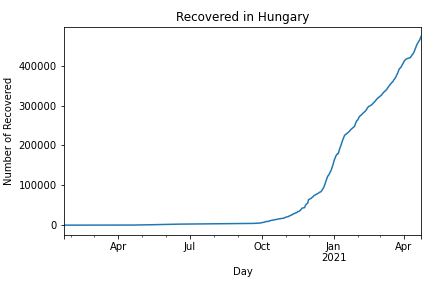 Recovered in Hungary
Number of Recovered
400000
300000
200000
100000
0
Apr
Jul
Oct
Jan
2021
Apr
Day